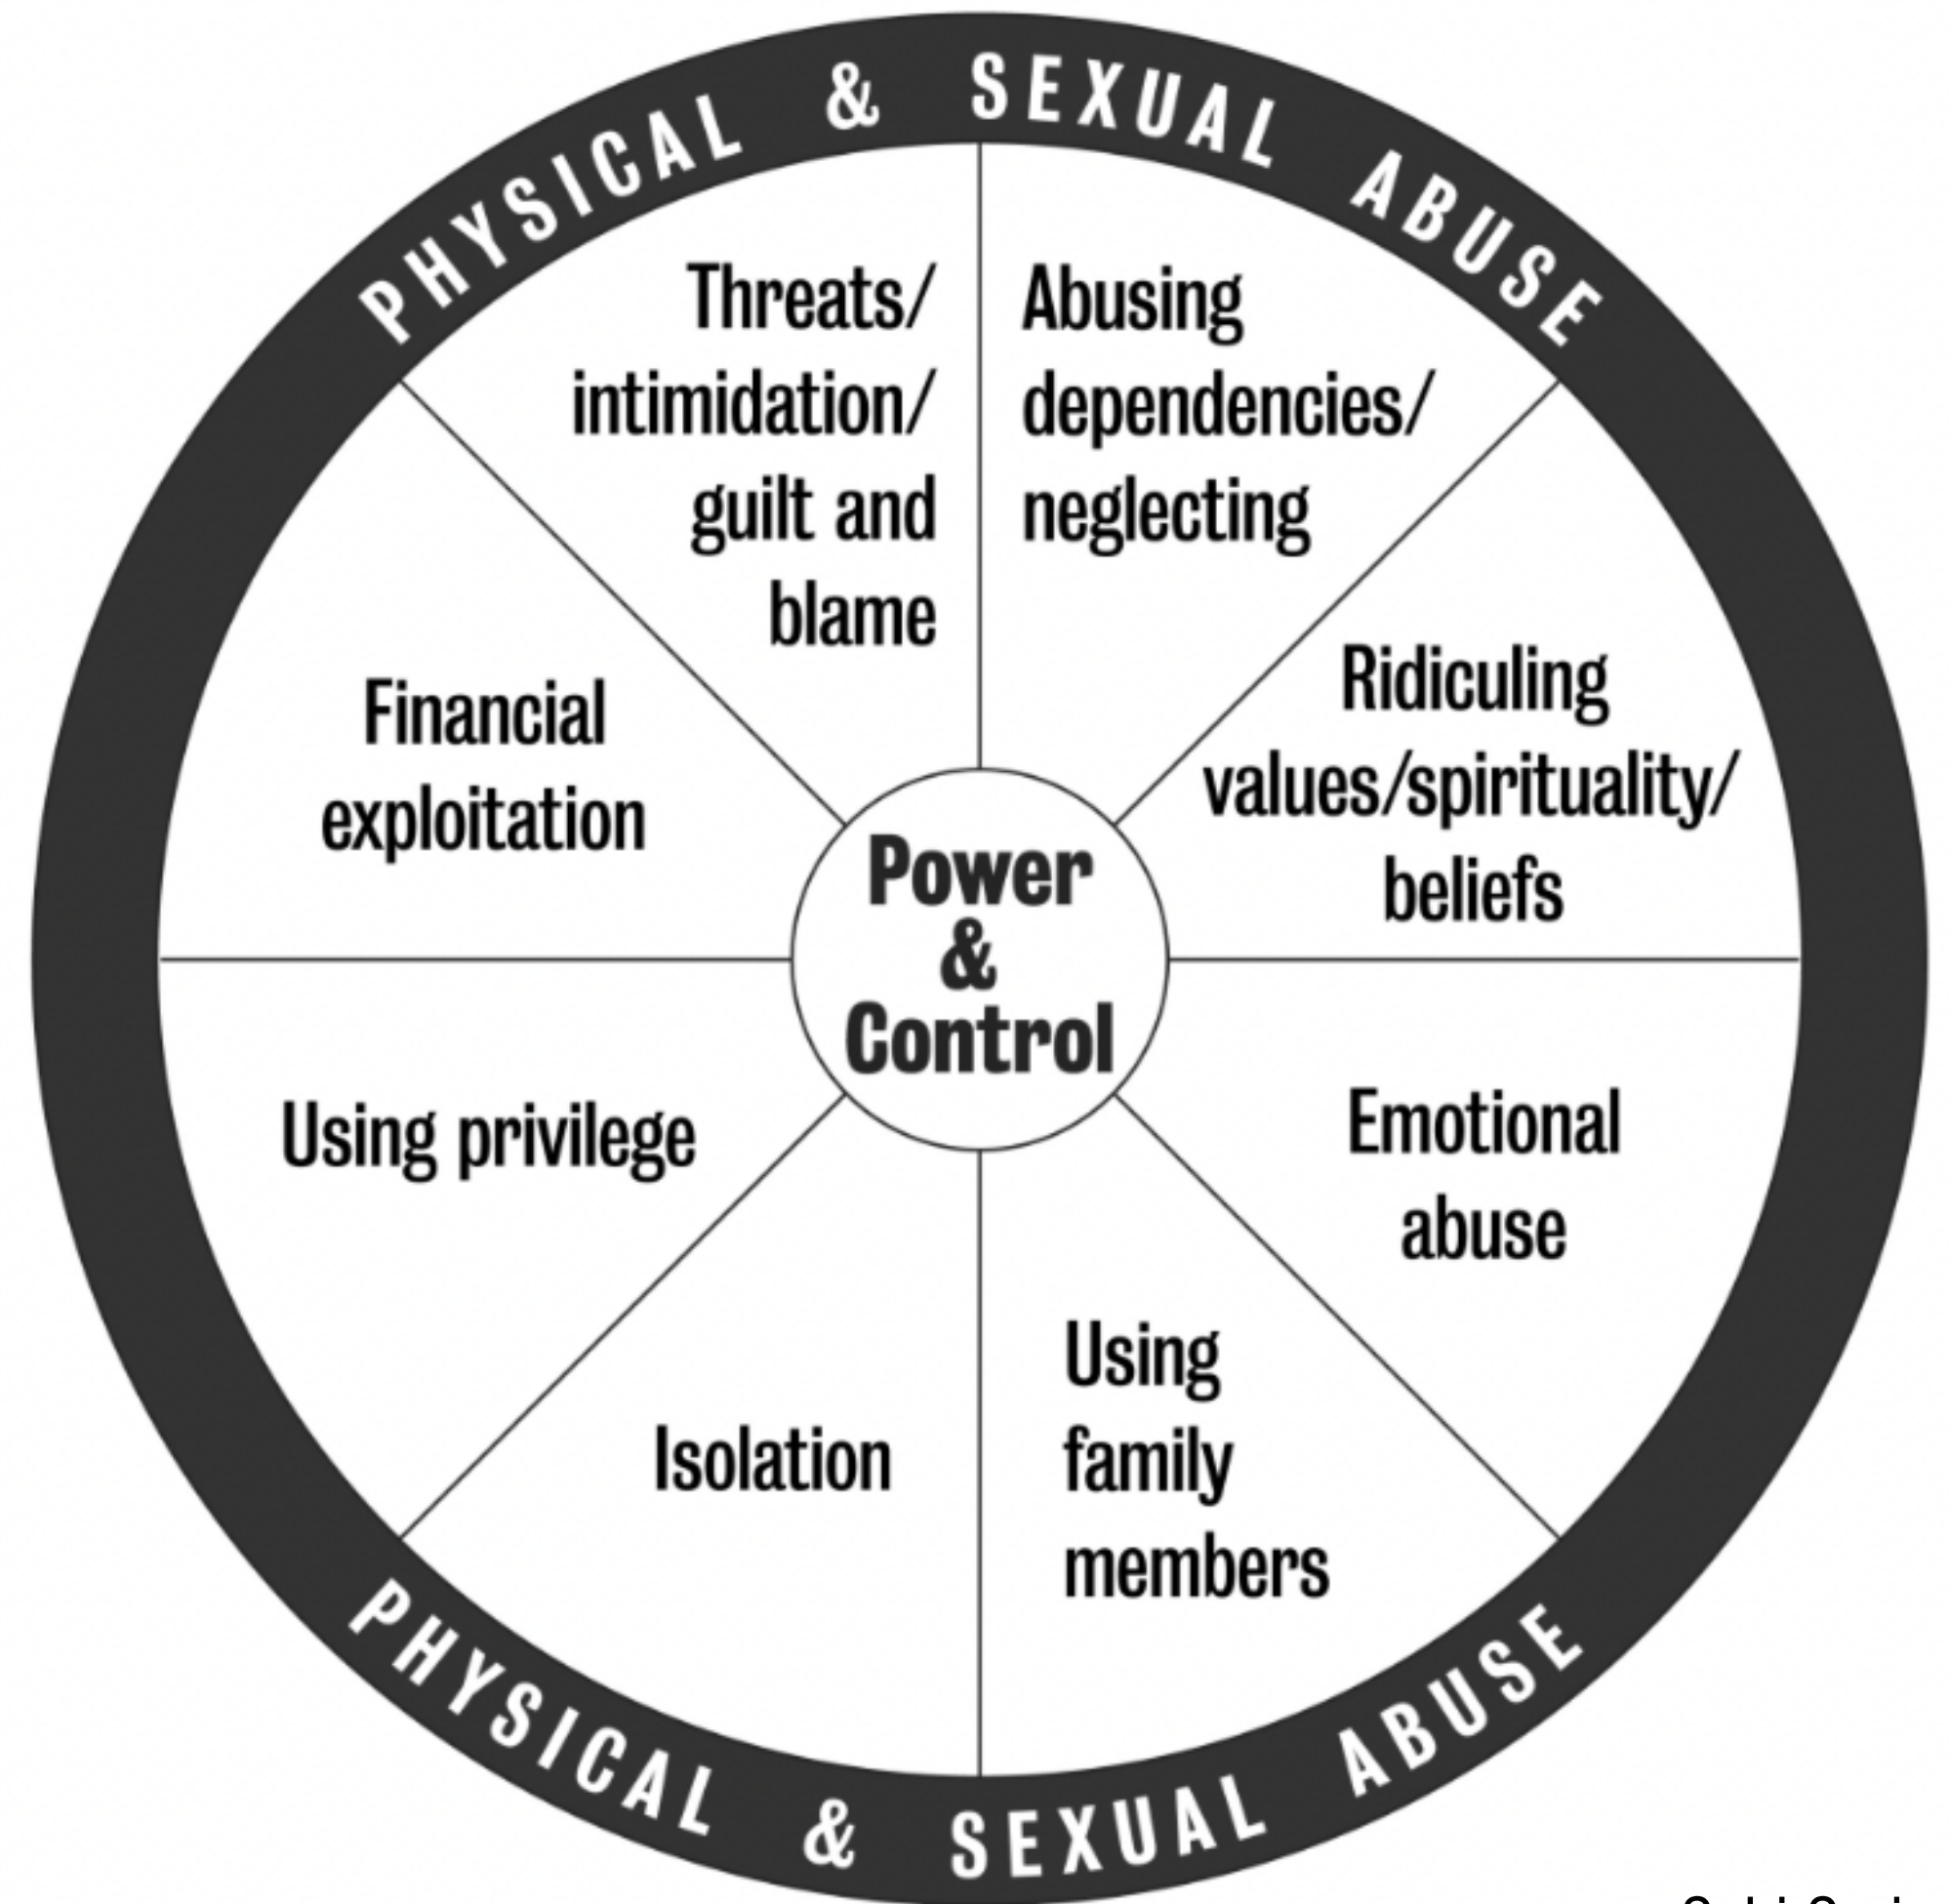 PHYSICAL & SEXUAL ABUSE
Threats/
intimidation/
guilt and
blame
Abusing
dependencies/
neglecting
Ridiculing
values/spirituality/
beliefs
Emotional
abuse
Using
family
members
Isolation
Using privilege
Financial
exploitation
Power
&
Control
PHYSICAL & SEXUAL ABUSE